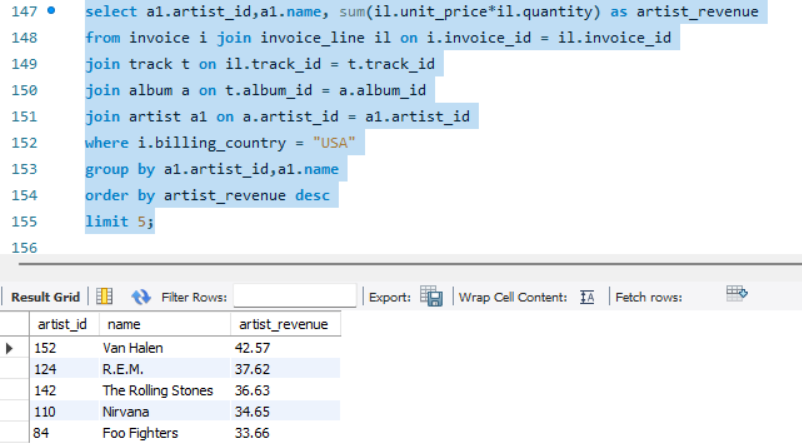 147 select a1.artist_id,a1.name, sum(il.unit_price*il.quantity) as artist_revenue
148 from invoice i join invoice_line il on i.invoice_id = il.invoice_id
149 join track t on il.track_id = t.track_id
150 join album a on t.album_id = a.album_id
151 join artist a1 on a.artist_id = a1.artist_id
152 where i.billing_country = "USA"
153 group by a1.artist_id,a1.name
154 order by artist_revenue desc
155 limit 5;
156
Result Grid Filter Rows: Export: Wrap Cell Content: IA Fetch rows:
artist_id name artist_revenue
152 Van Halen 42.57
124 R.E.M. 37.62
142 The Rolling Stones 36.63
110 Nirvana 34.65
84 Foo Fighters 33.66